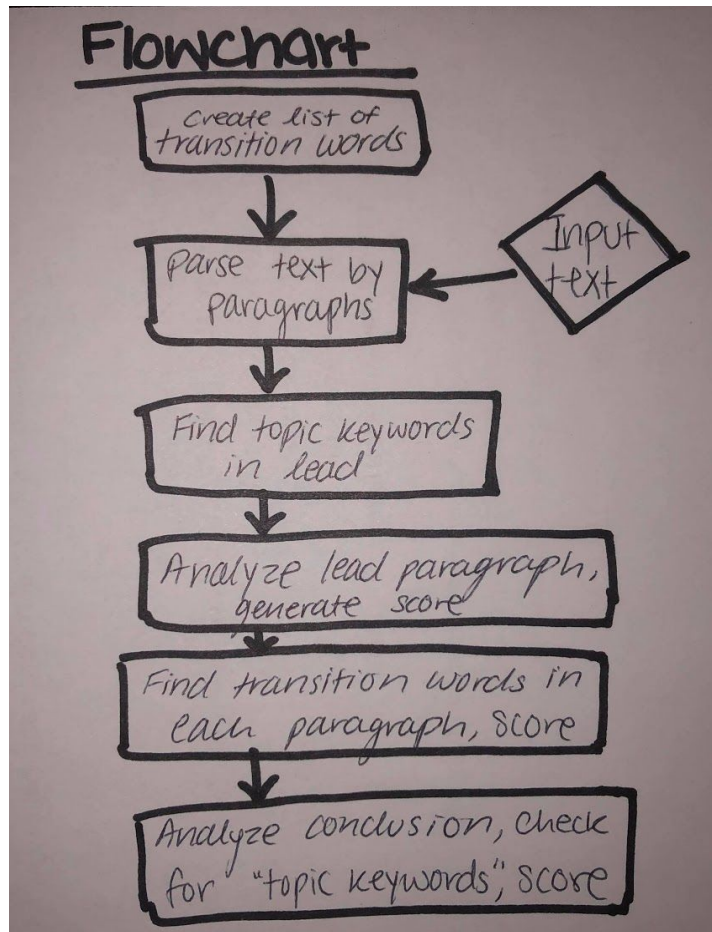 Flowchart
create list of
transition words
Input
text
Parse text by
paragraphs
Find topic keywords
in lead
Analyze lead paragraph,
generate score
Find transition words in
each paragraph, score
Analyze conclusion, check
for "topic keywords", score